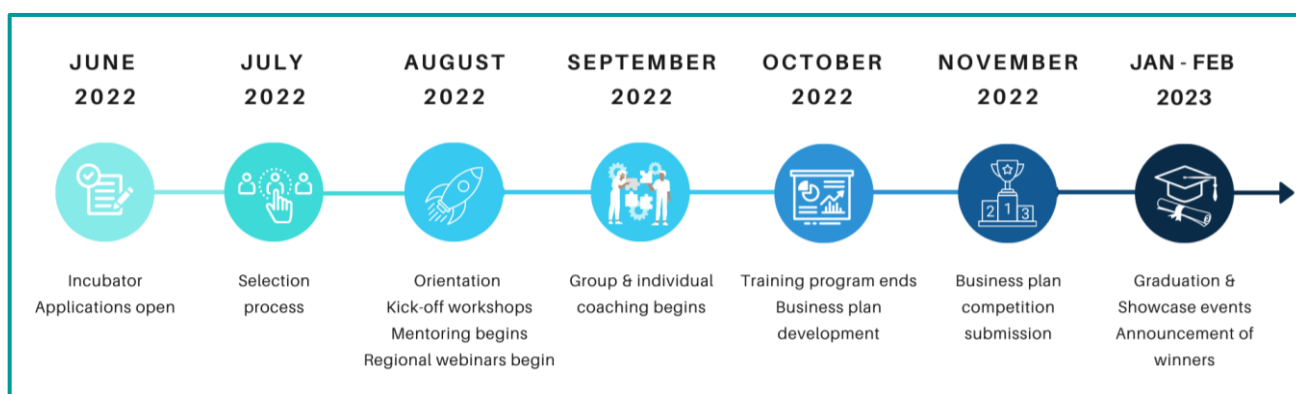 JUNE
2022
JULY
2022
AUGUST
2022
SEPTEMBER
2022
OCTOBER
2022
NOVEMBER
2022
JAN - FEB
2023
2 1 3
Incubator
Applications open
Selection
process
Orientation
Kick-off workshops
Mentoring begins
Regional webinars begin
Group & individual
coaching begins
Training program ends
Business plan
development
Business plan
competition
submission
Graduation &
Showcase events
Announcement of
winners